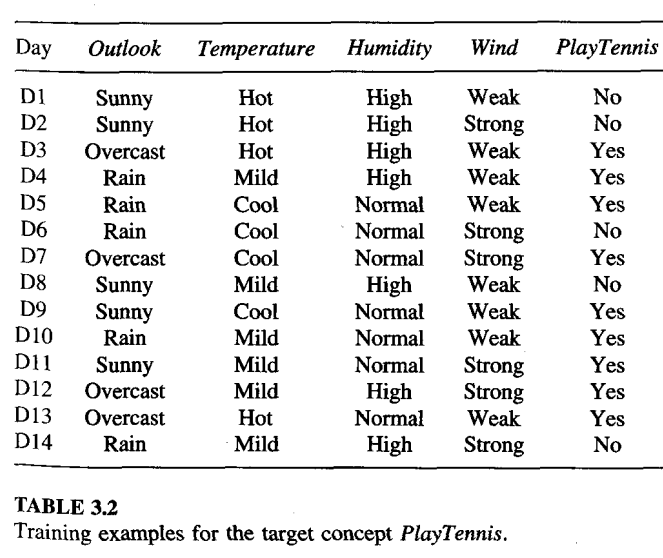 Day Outlook Temperature Humidity Wind PlayTennis
D1 Sunny Hot High Weak No
D2 Sunny Hot High Strong No
D3 Overcast Hot High Weak Yes
D4 Rain Mild High Weak Yes
D5 Rain Cool Normal Weak Yes
D6 Rain Cool Normal Strong No
D7 Overcast Cool Normal Strong Yes
D8 Sunny Mild High Weak No
D9 Sunny Cool Normal Weak Yes
D10 Rain Mild Normal Weak Yes
D11 Sunny Mild Normal Strong Yes
D12 Overcast Mild High Strong Yes
D13 Overcast Hot Normal Weak Yes
D14 Rain Mild High Strong No
TABLE 3.2
Training examples for the target concept PlayTennis.